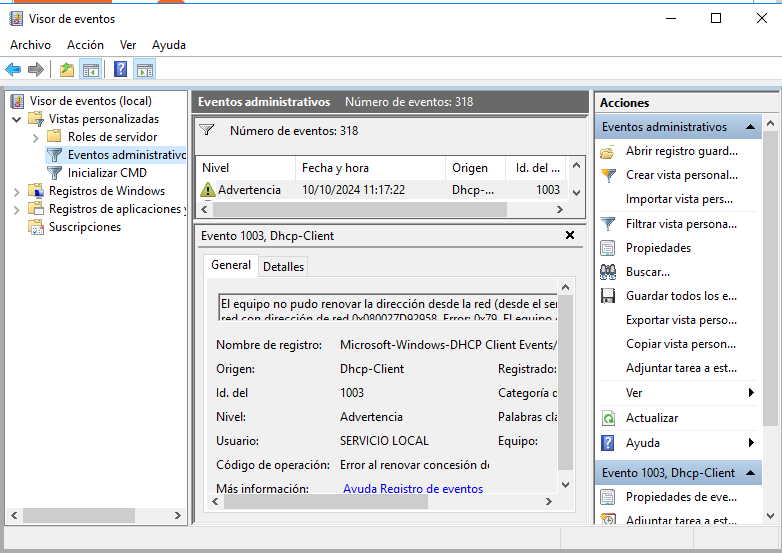 Visor de eventos
Archivo Acción Ver Ayuda
Visor de eventos (local)
Vistas personalizadas
Roles de servidor
Eventos administrativo
Inicializar CMD
Registros de Windows
Registros de aplicaciones y
Suscripciones
Eventos administrativos Número de eventos: 318
Número de eventos: 318
Nivel Fecha y hora Origen Id. del ...
Advertencia 10/10/2024 11:17:22 Dhcp-... 1003
Evento 1003, Dhcp-Client
General Detalles
El equipo no pudo renovar la dirección desde la red (desde el ser
red con dirección de red 0x080027D92958. Error: 0x79. El equipo
Nombre de registro: Microsoft-Windows-DHCP Client Events/
Origen: Dhcp-Client Registrado:
Id. del 1003 Categoría d
Nivel: Advertencia Palabras cla
Usuario: SERVICIO LOCAL Equipo:
Código de operación: Error al renovar concesión de
Más información: Ayuda Registro de eventos
Acciones
Eventos administrativos
Abrir registro guard...
Crear vista personal...
Importar vista pers...
Filtrar vista persona...
Propiedades
Buscar...
Guardar todos los e...
Exportar vista perso...
Copiar vista person...
Adjuntar tarea a est...
Ver
Actualizar
Ayuda
Evento 1003, Dhcp-Client
Propiedades de eve...
Adjuntar tarea a est...